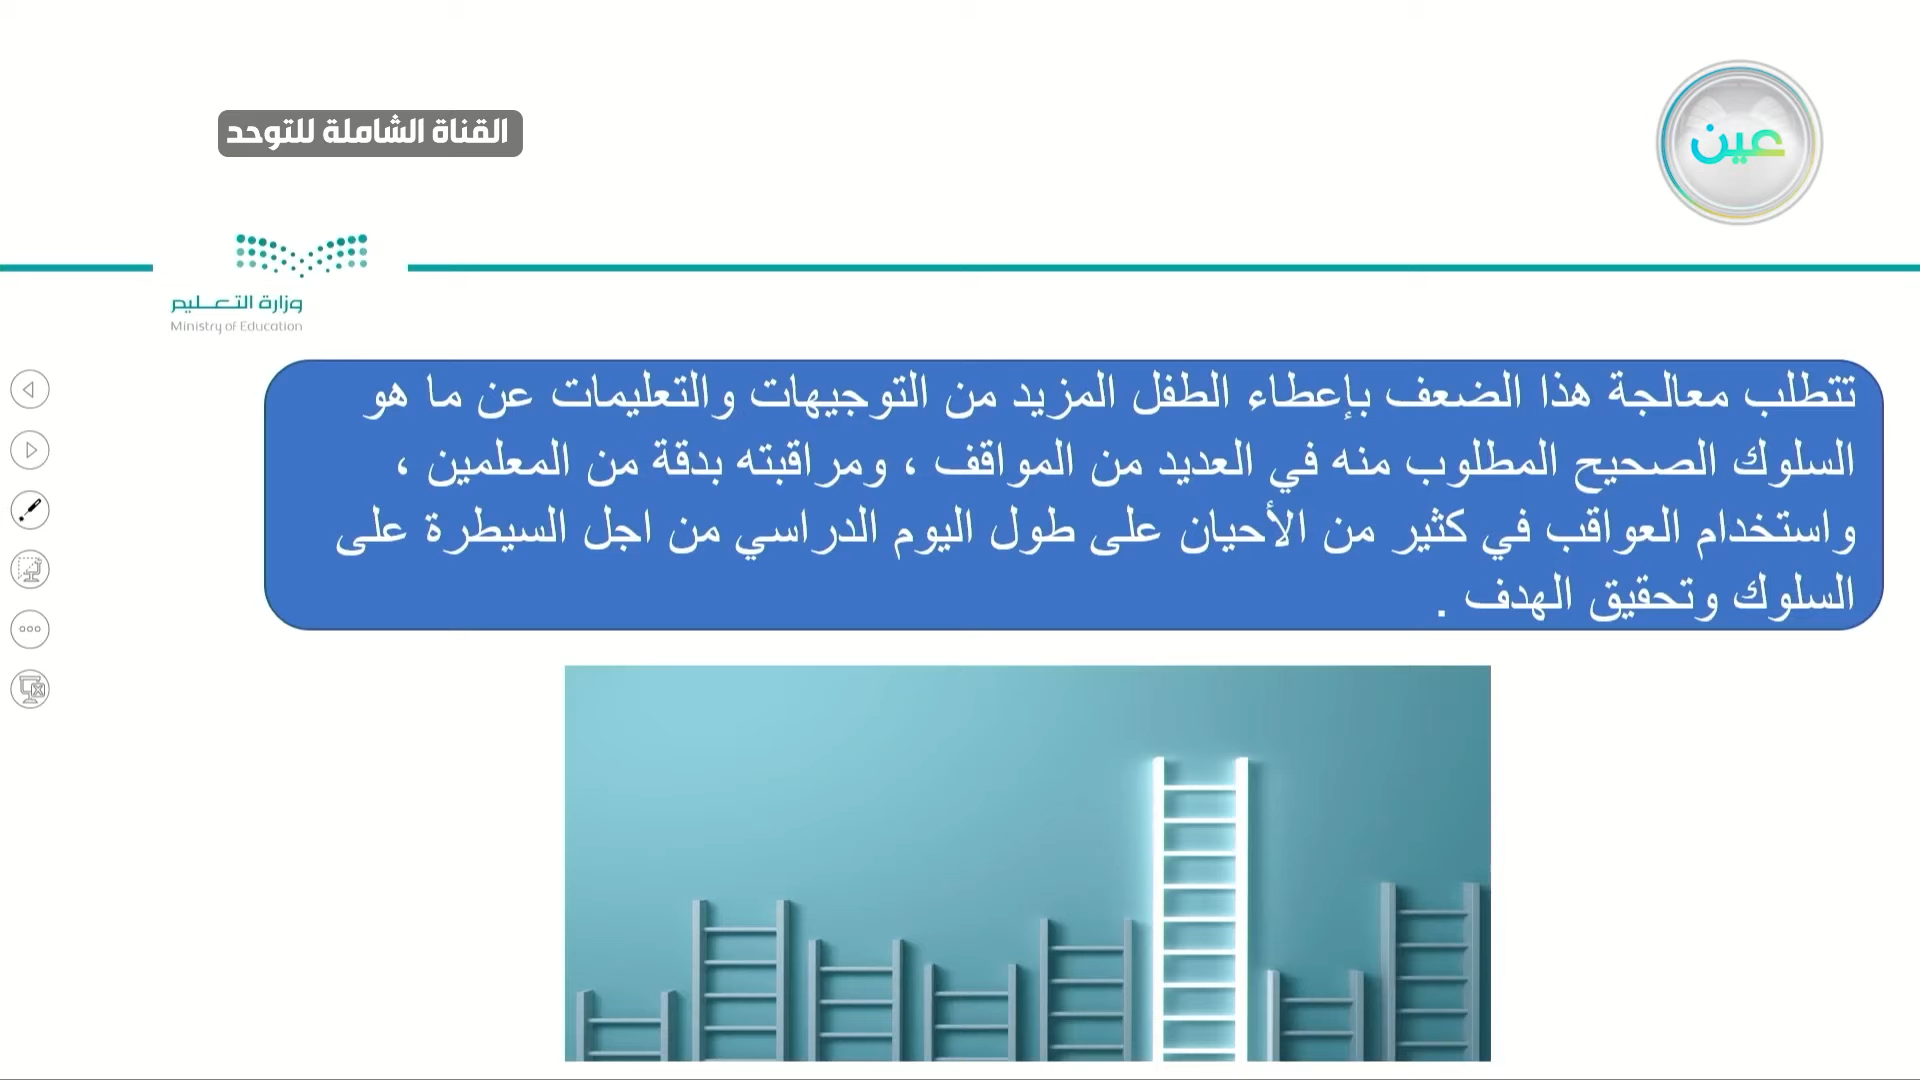 عين
القناة الشاملة للتوحد
وزارة التعليم
Ministry of Education
تتطلب معالجة هذا الضعف بإعطاء الطفل المزيد من التوجيهات والتعليمات عن ما هو
السلوك الصحيح المطلوب منه في العديد من المواقف ، ومراقبته بدقة من المعلمين ،
واستخدام العواقب في كثير من الأحيان على طول اليوم الدراسي من اجل السيطرة على
السلوك وتحقيق الهدف .